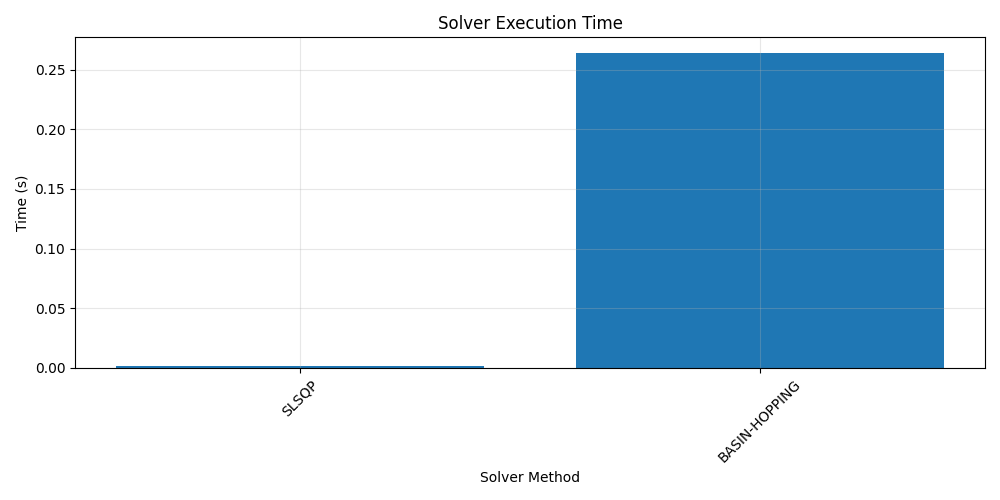 Solver Execution Time
Time (s)
0.25
0.20
0.15
0.10
0.05
0.00
SLSQP
BASIN-HOPPING
Solver Method